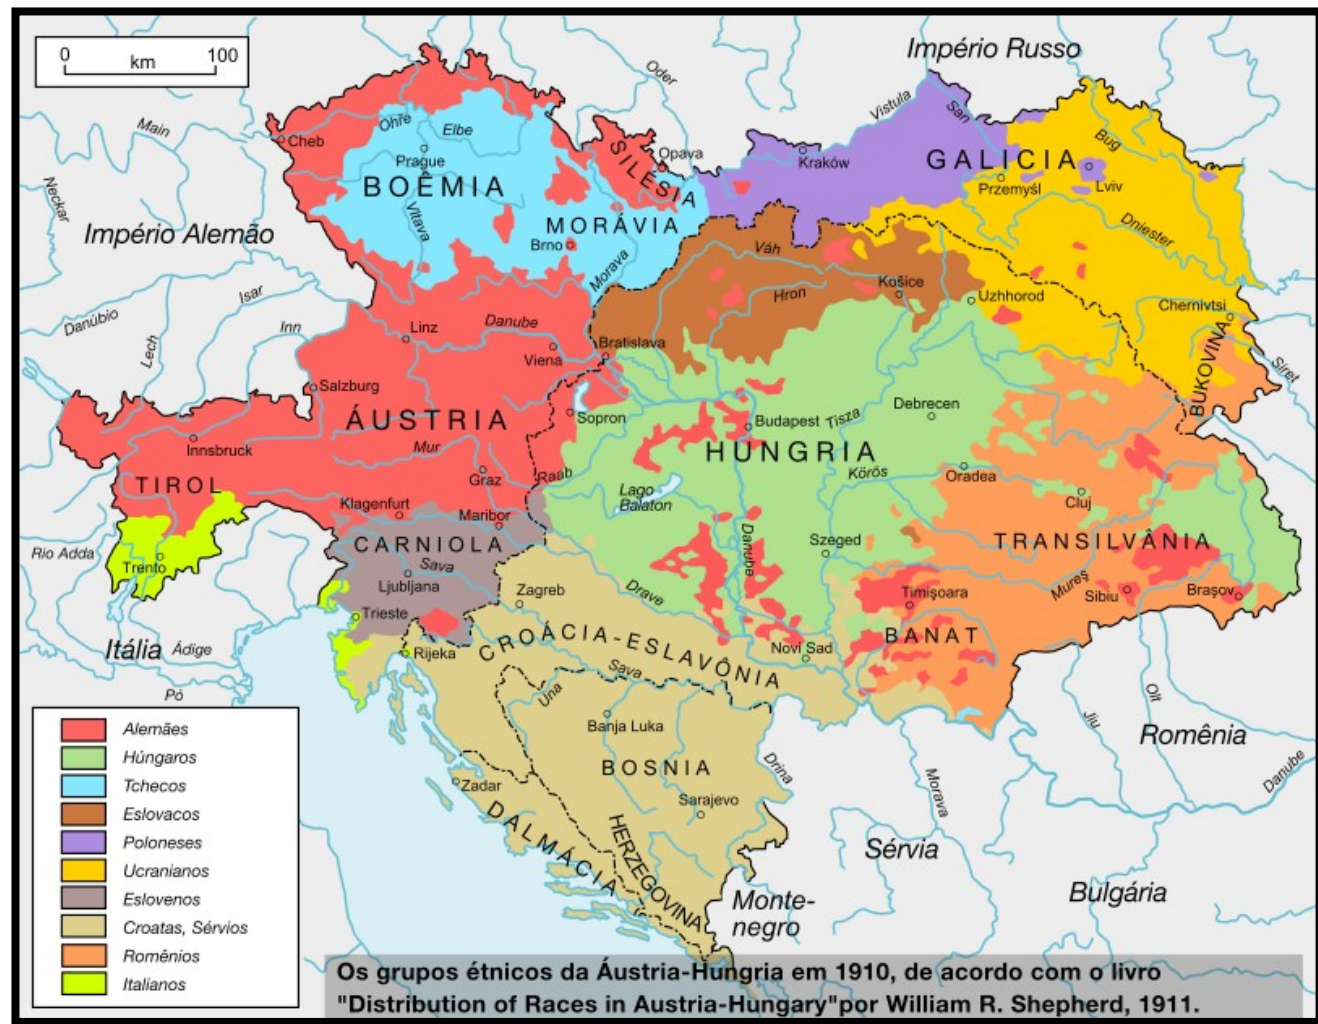 0
100
km
Império Russo
Oder
Vistula
San
Bug
Main
Ohře
Elbe
Cheb
Prague
BOÊMIA
Vltava
SILÉSIA
Opava
Kraków
GALICIA
Przemyśl
Lviv
Neckar
Império Alemão
MORÁVIA
Brno
Morava
Váh
Hron
Košice
Uzhhorod
Dniester
Chernivtsi
Isar
Danúbio
Lech
Inn
Linz
Danube
Viena
Bratislava
BUKOVINA
Siret
Salzburg
ÁUSTRIA
Sopron
Budapest
Tisza
Debrecen
Innsbruck
Mur
HUNGRIA
Körös
Oradea
TIROL
Graz
Raab
Lago
Balaton
Cluj
Klagenfurt
Maribor
Danube
Rio Adda
Trento
CARNIOLA
Sava
Ljubljana
Szeged
TRANSILVÂNIA
Zagreb
Drave
Timișoara
Mureș
Sibiu
Brașov
Trieste
Itália
Ádige
Rijeka
CROÁCIA-ESLAVÔNIA
Novi Sad
BANAT
Sava
Pó
Una
Banja Luka
Olt
Jiu
Romênia
BOSNIA
Drina
Morava
Danube
Zadar
Sarajevo
DALMÁCIA
HERZEGOVINA
Sérvia
Monte-
negro
Bulgária
Alemães
Húngaros
Tchecos
Eslovacos
Poloneses
Ucranianos
Eslovenos
Croatas, Sérvios
Romênios
Italianos
Os grupos étnicos da Áustria-Hungria em 1910, de acordo com o livro
"Distribution of Races in Austria-Hungary"por William R. Shepherd, 1911.